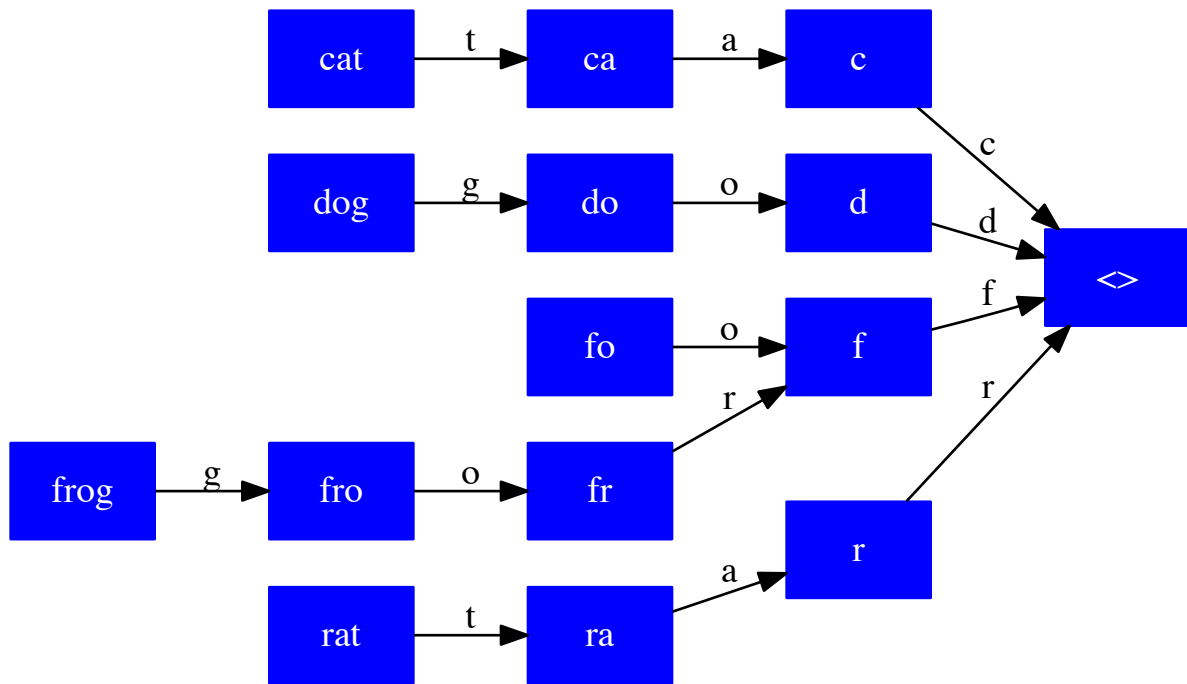 cat t ca a c
c
dog g do o d
d
<>
fo o f
f
r
r
frog g fro o fr
r
rat t ra a